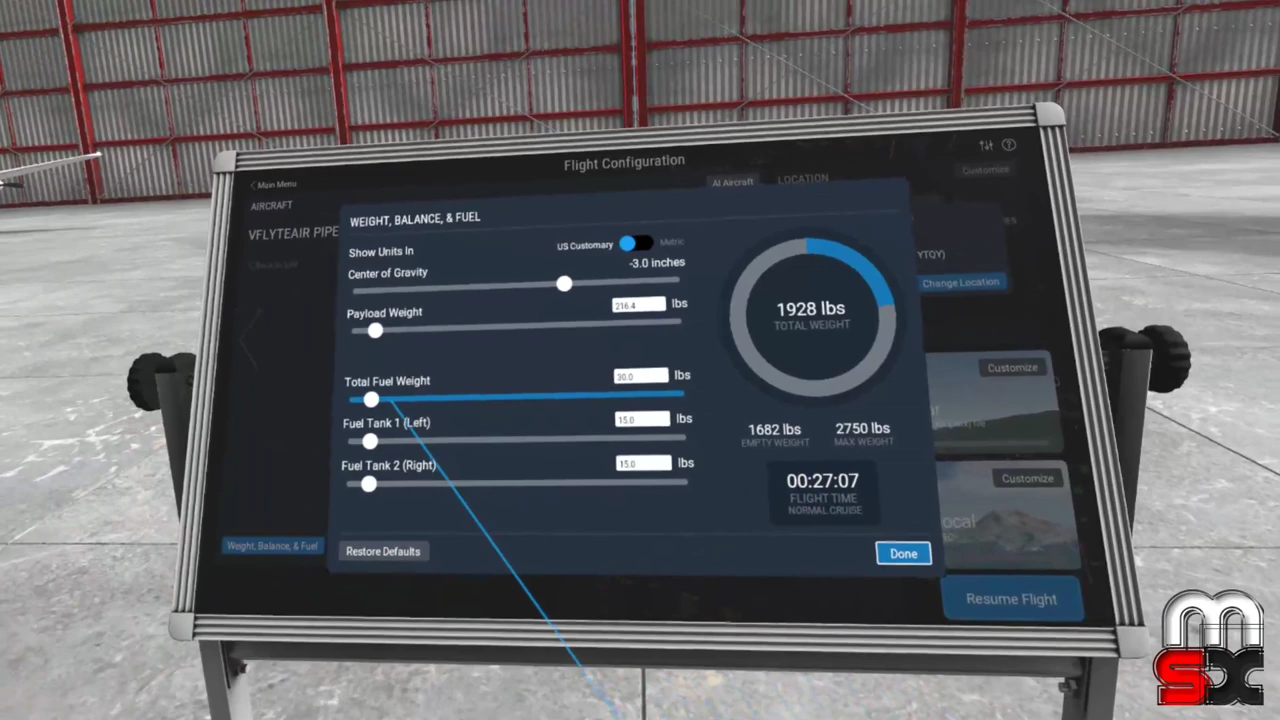 Flight Configuration
Main Menu
AI Aircraft
LOCATION
Customize
AIRCRAFT
VFLYTEAIR PIPE
WEIGHT, BALANCE, & FUEL
Show Units In
US Customary
Metric
YTQY)
Center of Gravity
-3.0 inches
Change Location
Payload Weight
216.4
lbs
1928 lbs
TOTAL WEIGHT
Total Fuel Weight
30.0
lbs
Customize
Fuel Tank 1 (Left)
15.0
lbs
1682 lbs
EMPTY WEIGHT
2750 lbs
MAX WEIGHT
Fuel Tank 2 (Right)
15.0
lbs
00:27:07
FLIGHT TIME
NORMAL CRUISE
Customize
ocal
Weight, Balance, & Fuel
Restore Defaults
Done
Resume Flight
m
SX